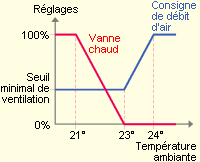 Réglages
Consigne
de débit
d'air
Vanne
chaud
100%
Seuil
minimal de
ventilation
0%
21°
23°
24°
Température
ambiante